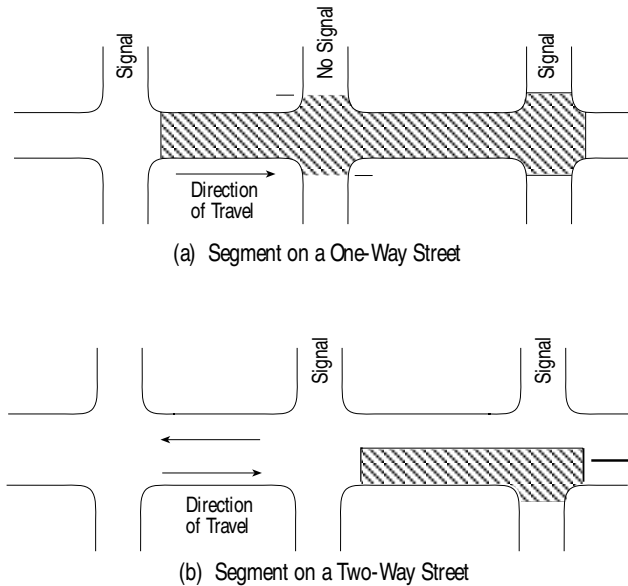 Signal
No Signal
Signal
Direction
of Travel
(a) Segment on a One-Way Street
Signal
Signal
Direction
of Travel
(b) Segment on a Two-Way Street